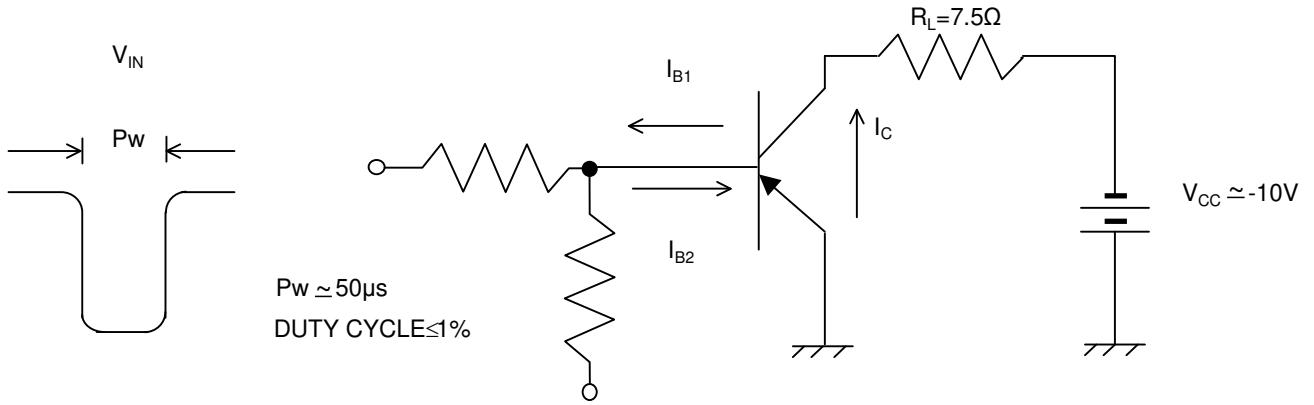 R_L=7.5Ω
V_IN
I_B1
Pw
I_C
V_CC ≃ -10V
I_B2
Pw ≃ 50µs
DUTY CYCLE≤1%